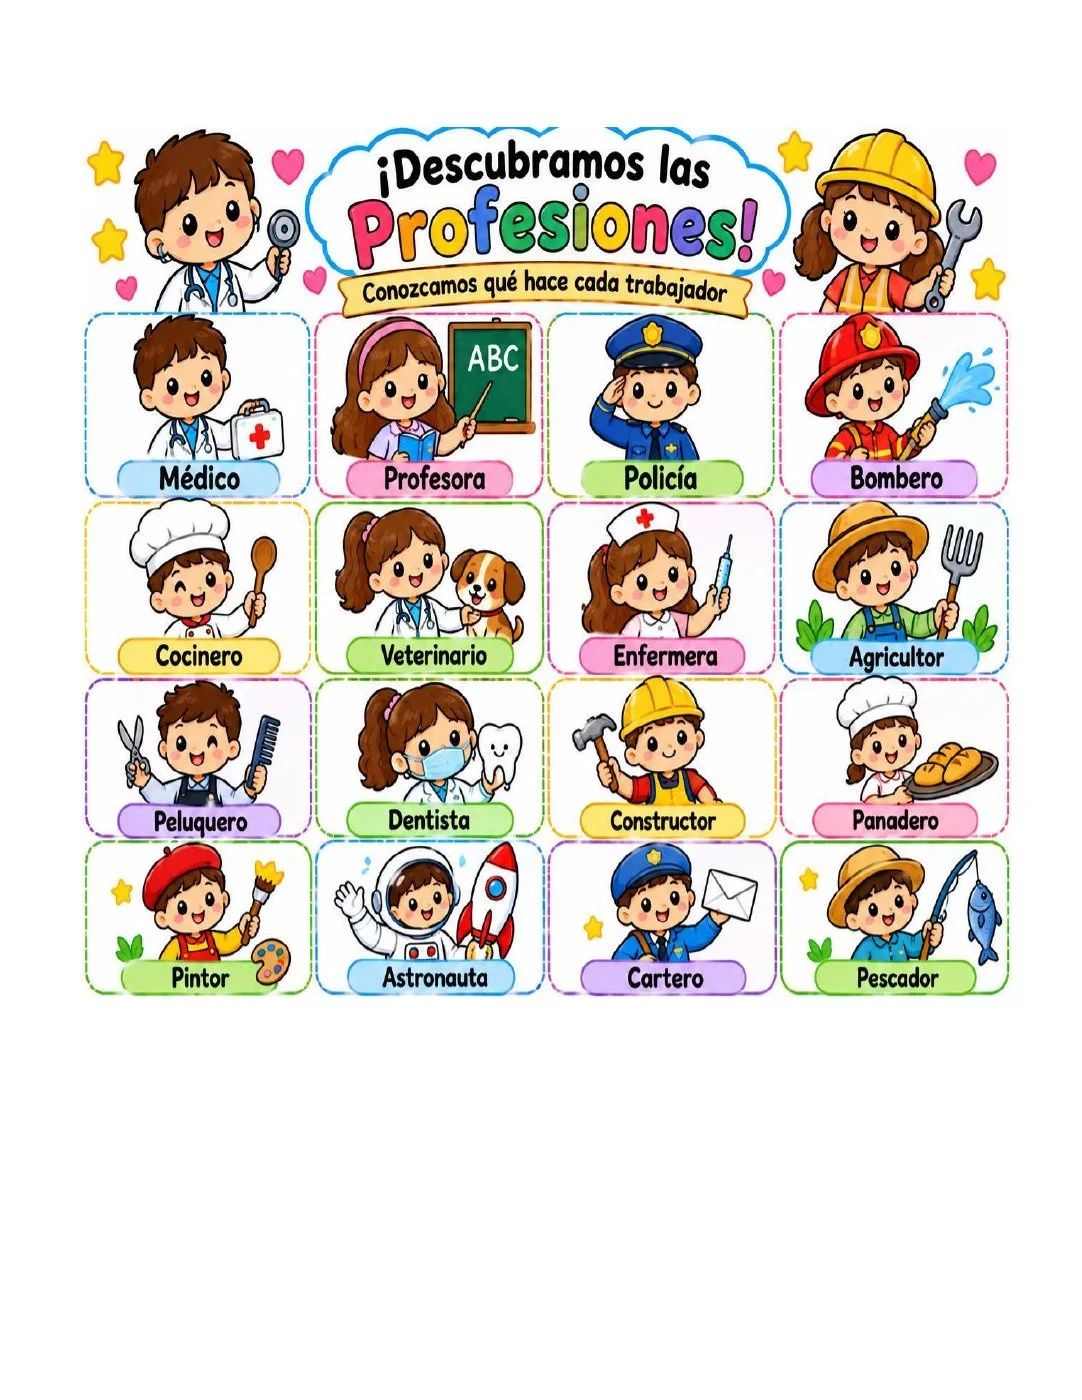 ¡Descubramos las
Profesiones!
Conozcamos qué hace cada trabajador
ABC
Médico
Profesora
Policía
Bombero
Cocinero
Veterinario
Enfermera
Agricultor
Peluquero
Dentista
Constructor
Panadero
Pintor
Astronauta
Cartero
Pescador